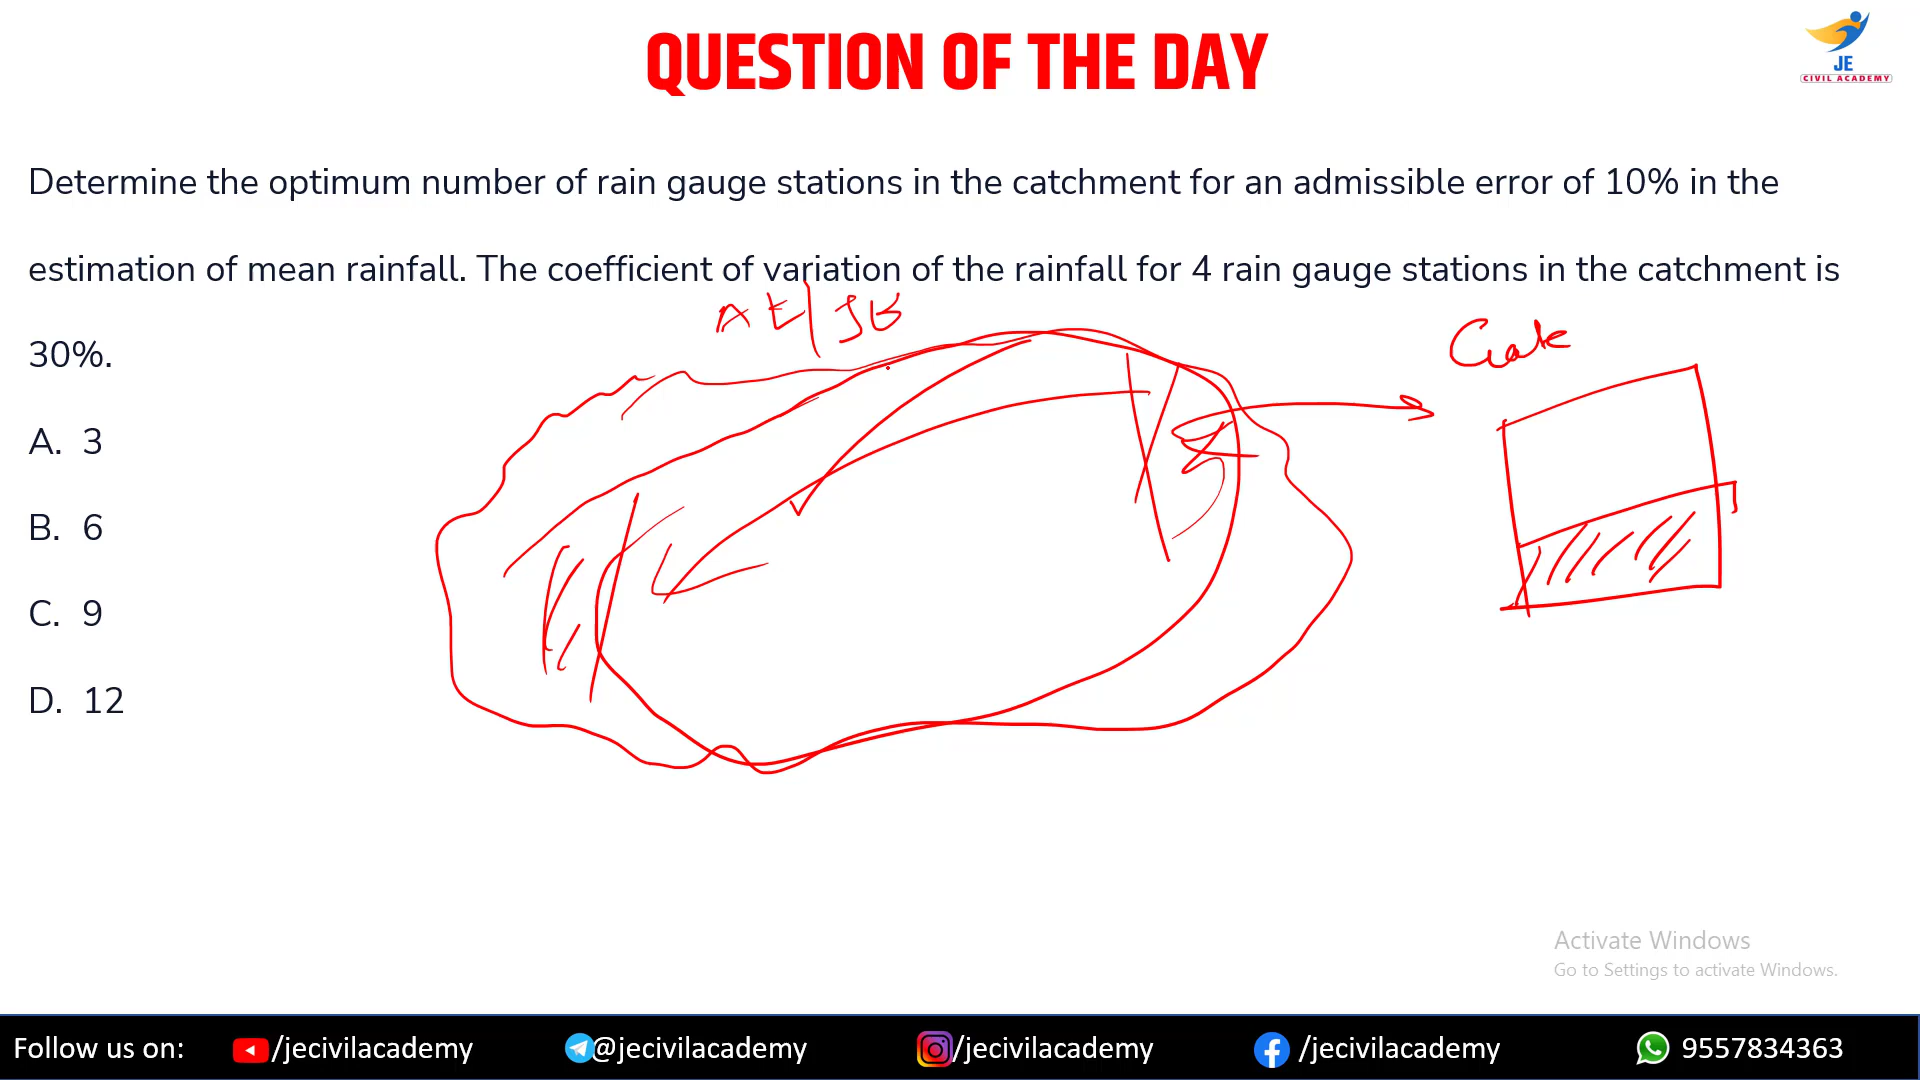 QUESTION OF THE DAY
JE
CIVIL ACADEMY
Determine the optimum number of rain gauge stations in the catchment for an admissible error of 10% in the
estimation of mean rainfall. The coefficient of variation of the rainfall for 4 rain gauge stations in the catchment is
30%.
AE/JE
Gate
A. 3
B. 6
C. 9
D. 12
Activate Windows
Go to Settings to activate Windows.
Follow us on: /jecivilacademy @jecivilacademy /jecivilacademy /jecivilacademy 9557834363